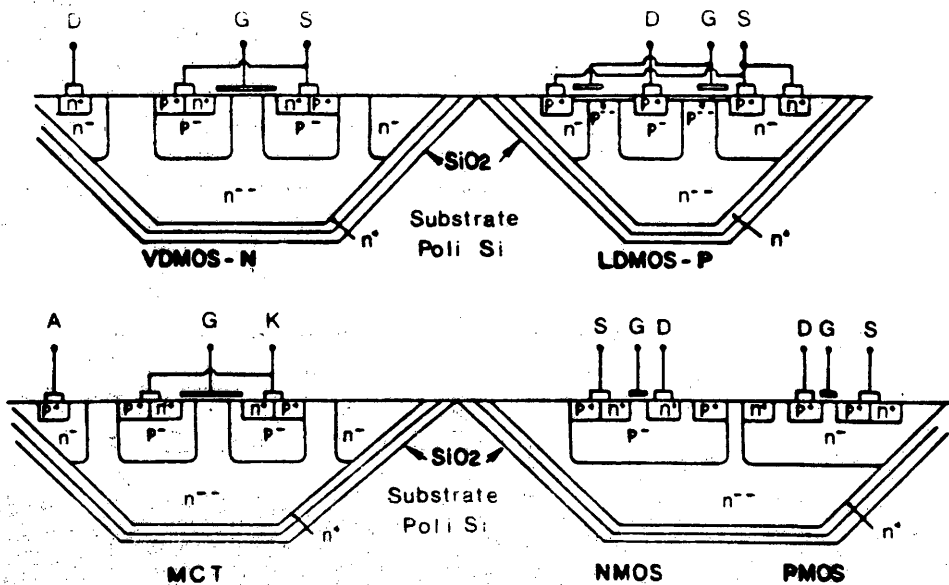 D G S D G S
n+ p+ n+ n+ p+ p+ p+ p+ n+
n- p- p- n- n- p-- p- p-- n-
SiO2
n-- n--
Substrate
Poli Si
n+ n+
VDMOS-N LDMOS-P
A G K S G D D G S
p+ p+ n+ n+ p+ p+ n+ p+ n+ p+ p+ n+
n- p- p- n- p- n-
SiO2
n-- Substrate n--
Poli Si
n+ n+
MCT NMOS PMOS